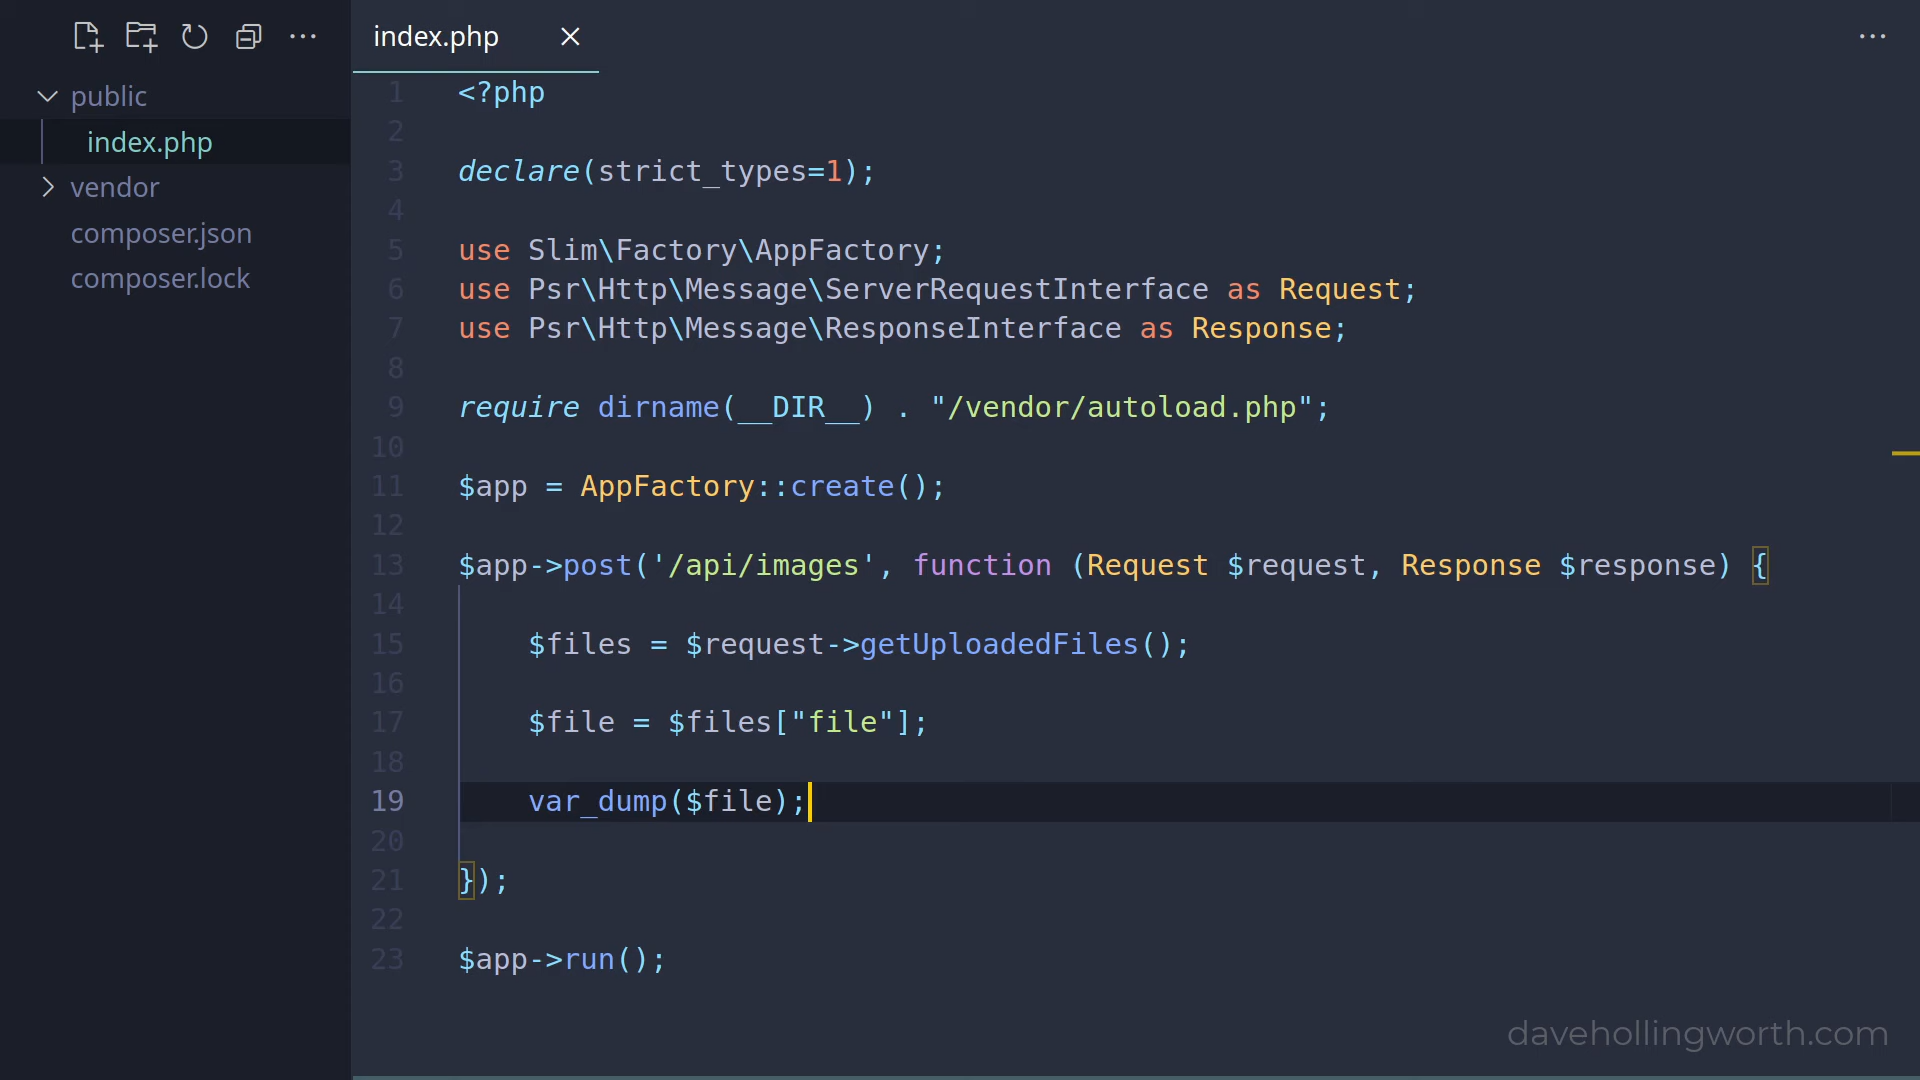 index.php
public
index.php
vendor
composer.json
composer.lock
1 <?php
2
3 declare(strict_types=1);
4
5 use Slim\Factory\AppFactory;
6 use Psr\Http\Message\ServerRequestInterface as Request;
7 use Psr\Http\Message\ResponseInterface as Response;
8
9 require dirname(__DIR__) . "/vendor/autoload.php";
10
11 $app = AppFactory::create();
12
13 $app->post('/api/images', function (Request $request, Response $response) {
14
15 $files = $request->getUploadedFiles();
16
17 $file = $files["file"];
18
19 var_dump($file);
20
21 });
22
23 $app->run();
davehollingworth.com